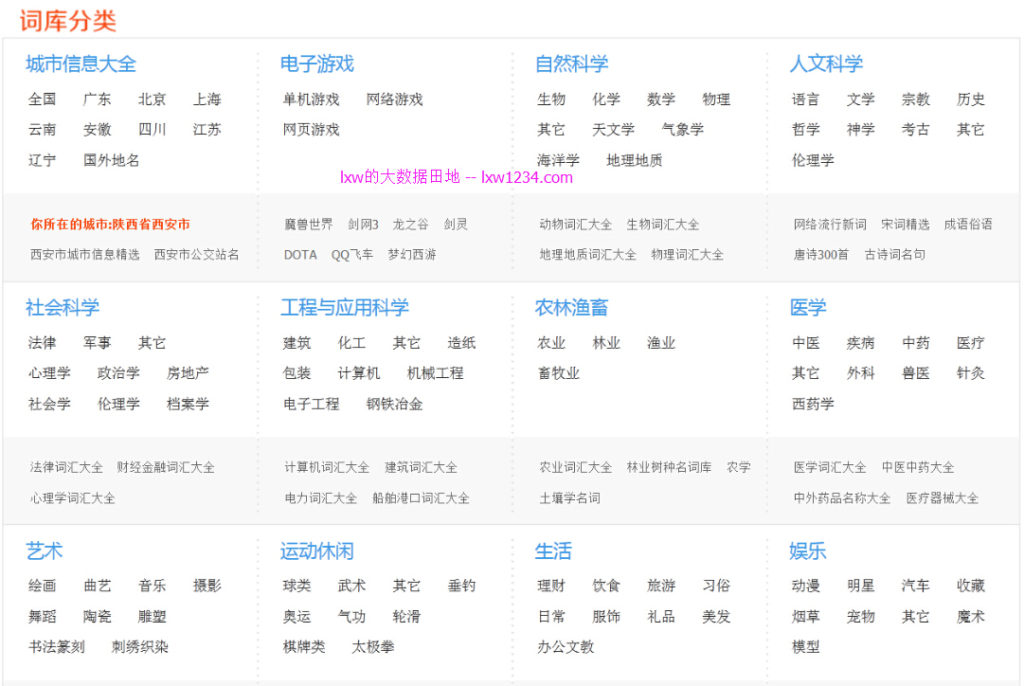 词库分类
城市信息大全
全国 广东 北京 上海
云南 安徽 四川 江苏
辽宁 国外地名
你所在的城市:陕西省西安市
西安市城市信息精选 西安市公交站名
电子游戏
单机游戏 网络游戏
网页游戏
lxw的大数据田地 -- lxw1234.com
魔兽世界 剑网3 龙之谷 剑灵
DOTA QQ飞车 梦幻西游
自然科学
生物 化学 数学 物理
其它 天文学 气象学
海洋学 地理地质
动物词汇大全 生物词汇大全
地理地质词汇大全 物理词汇大全
人文科学
语言 文学 宗教 历史
哲学 神学 考古 其它
伦理学
网络流行新词 宋词精选 成语俗语
唐诗300首 古诗词名句
社会科学
法律 军事 其它
心理学 政治学 房地产
社会学 伦理学 档案学
法律词汇大全 财经金融词汇大全
心理学词汇大全
工程与应用科学
建筑 化工 其它 造纸
包装 计算机 机械工程
电子工程 钢铁冶金
计算机词汇大全 建筑词汇大全
电力词汇大全 船舶港口词汇大全
农林渔畜
农业 林业 渔业
畜牧业
农业词汇大全 林业树种名词库 农学
土壤学名词
医学
中医 疾病 中药 医疗
其它 外科 兽医 针灸
西药学
医学词汇大全 中医中药大全
中外药品名称大全 医疗器械大全
艺术
绘画 曲艺 音乐 摄影
舞蹈 陶瓷 雕塑
书法篆刻 刺绣织染
运动休闲
球类 武术 其它 垂钓
奥运 气功 轮滑
棋牌类 太极拳
生活
理财 饮食 旅游 习俗
日常 服饰 礼品 美发
办公文教
娱乐
动漫 明星 汽车 收藏
烟草 宠物 其它 魔术
模型